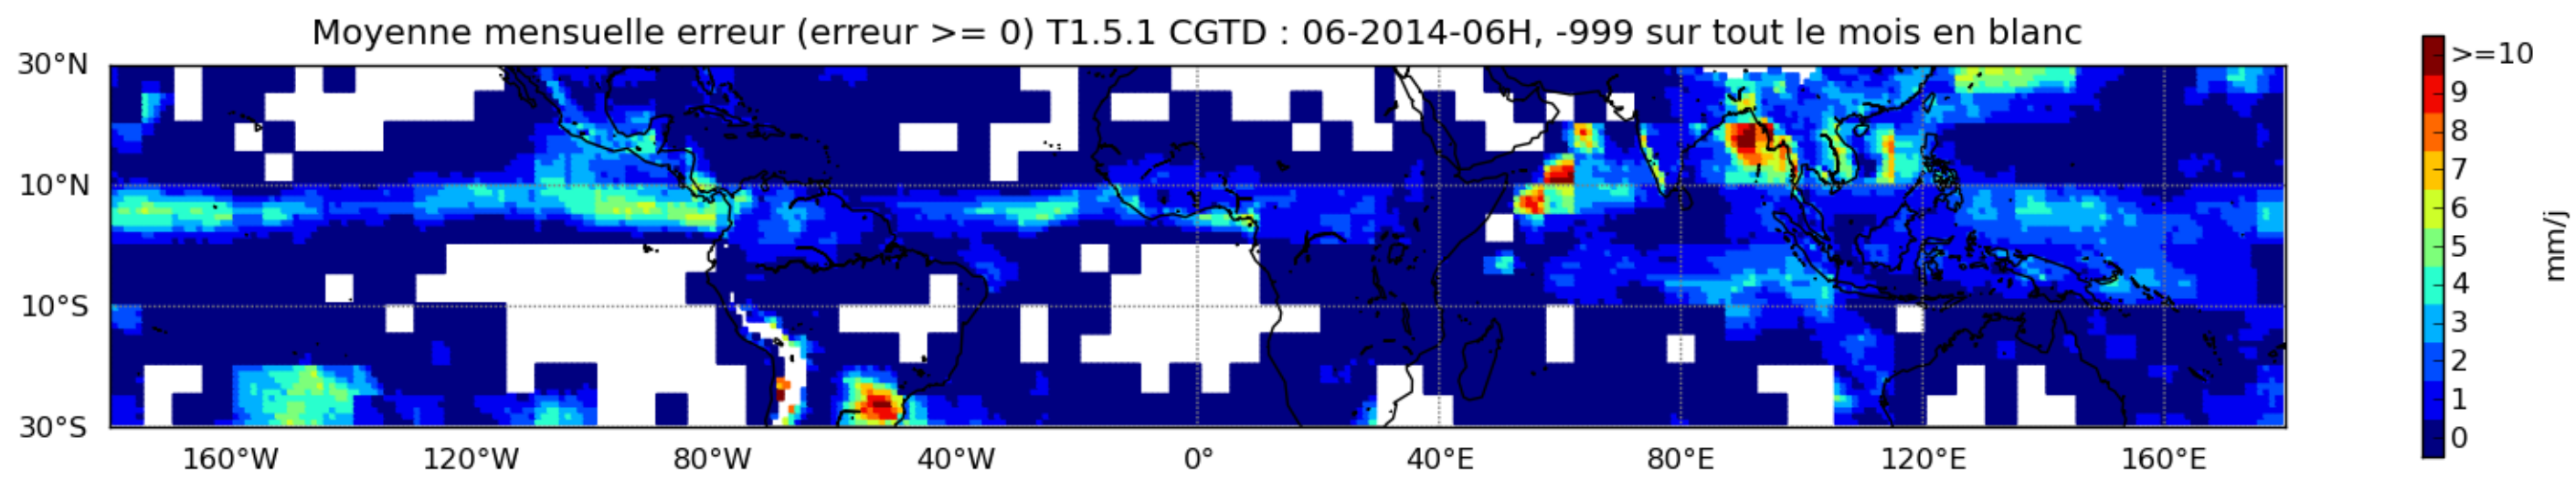 Moyenne mensuelle erreur (erreur >= 0) T1.5.1 CGTD : 06-2014-06H, -999 sur tout le mois en blanc
30°N
10°N
10°S
30°S
160°W 120°W 80°W 40°W 0° 40°E 80°E 120°E 160°E
>=10
9
8
7
6
5
4
3
2
1
0
mm/j